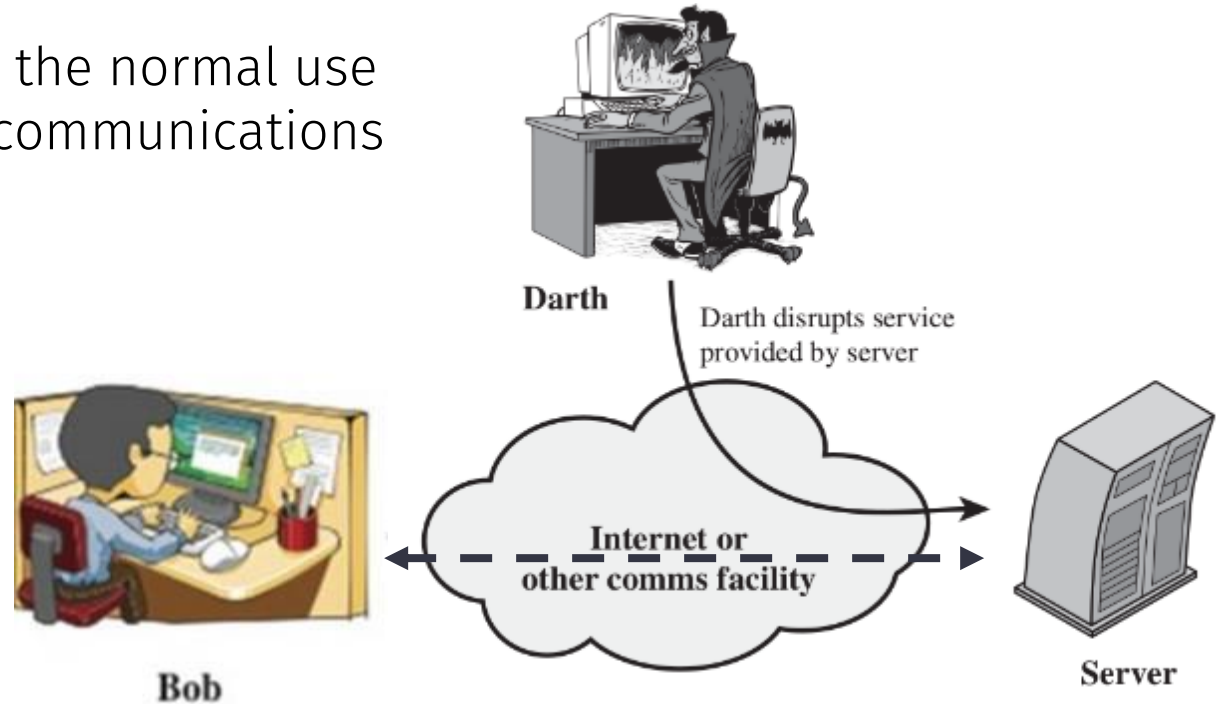 the normal use
communications
Darth
Darth disrupts service
provided by server
Internet or
other comms facility
Bob
Server